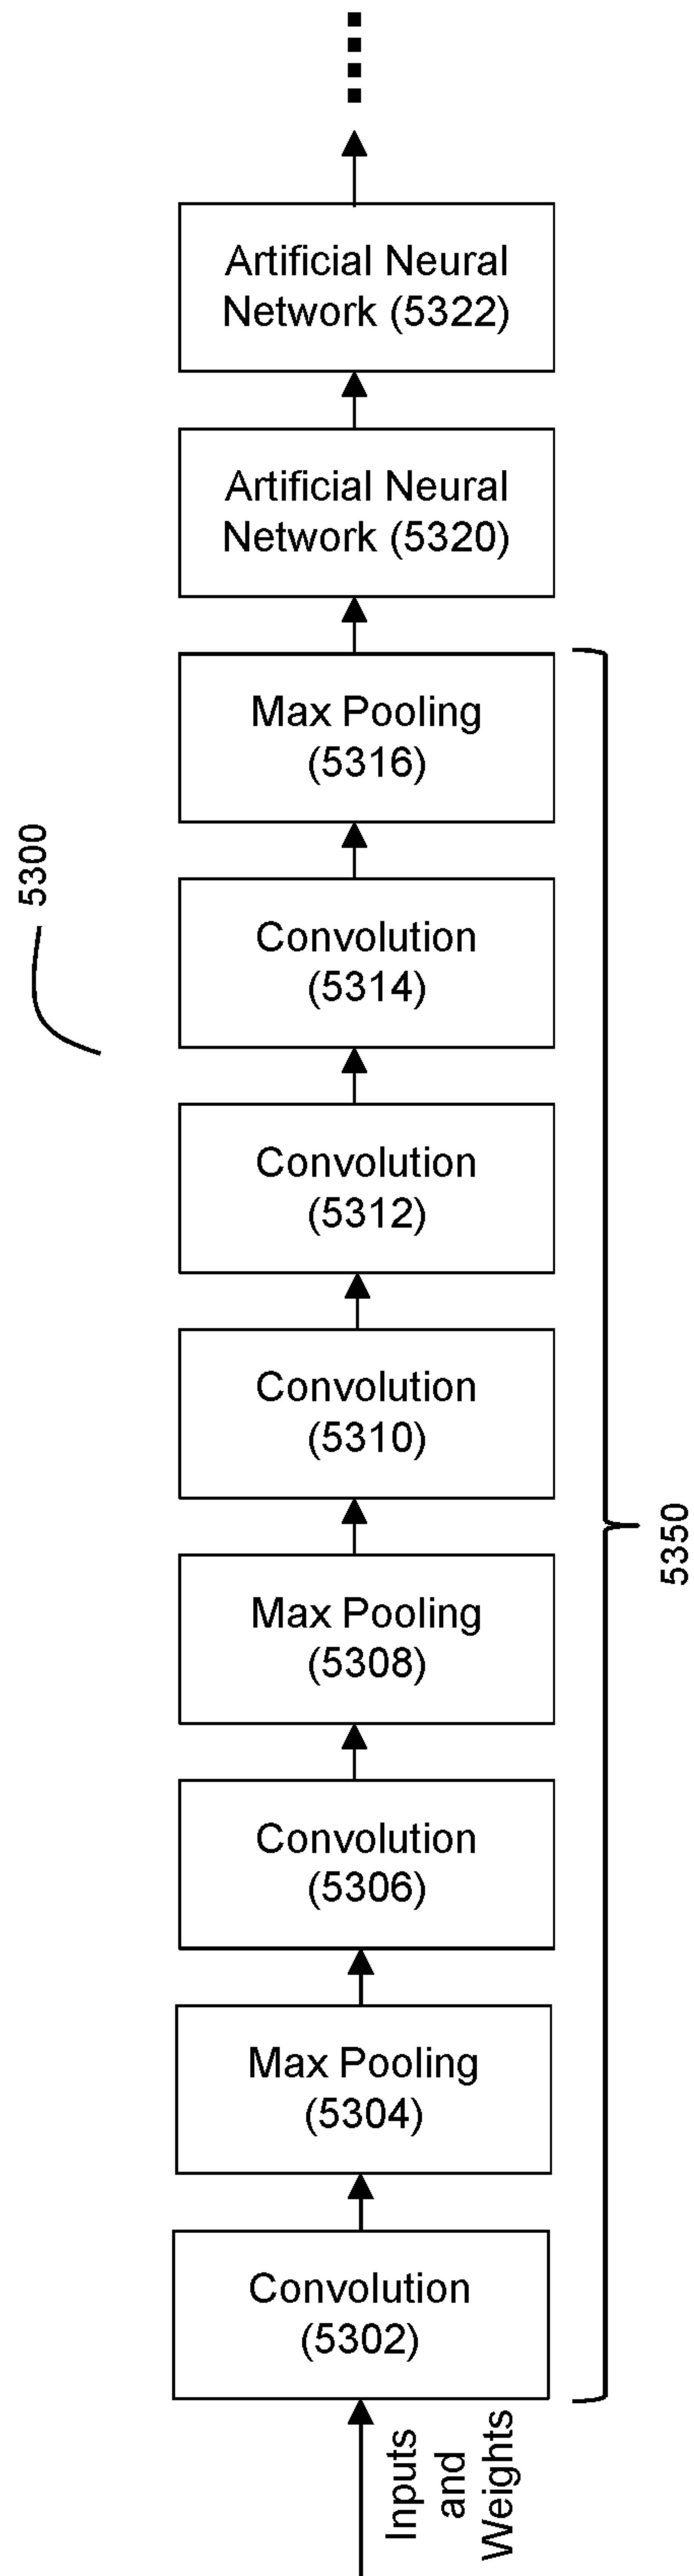 Artificial Neural
Network (5322)
Artificial Neural
Network (5320)
Max Pooling
(5316)
5300
Convolution
(5314)
Convolution
(5312)
Convolution
(5310)
5350
Max Pooling
(5308)
Convolution
(5306)
Max Pooling
(5304)
Convolution
(5302)
Inputs
and
Weights